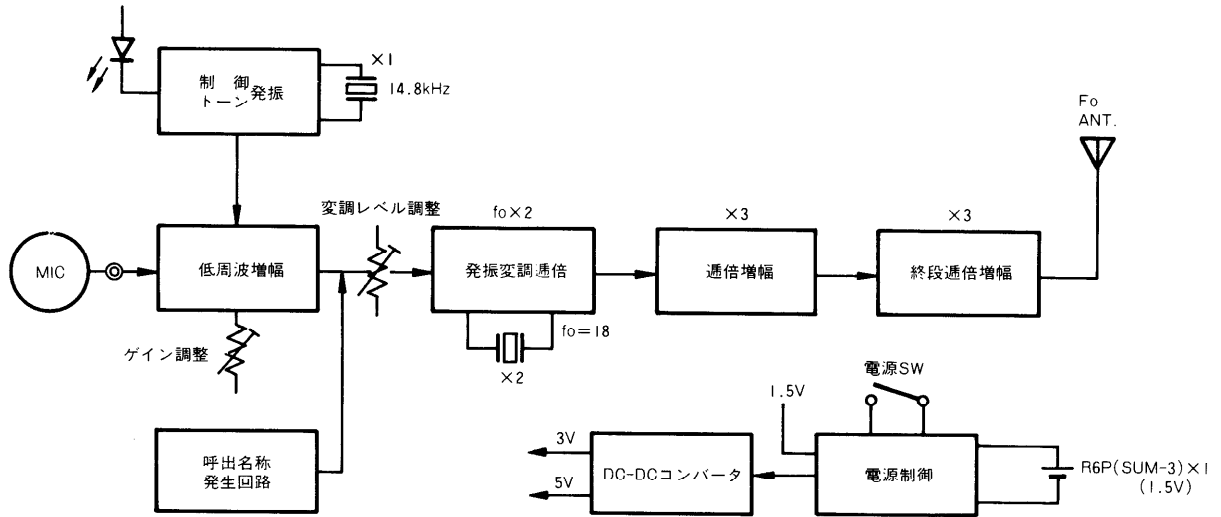 ×1
制御
トーン
発振
14.8kHz
Fo
ANT.
変調レベル調整
fo×2
×3
×3
MIC
低周波増幅
発振変調逓倍
逓倍増幅
終段逓倍増幅
fo=18
ゲイン調整
×2
電源SW
1.5V
呼出名称
発生回路
3V
5V
DC-DCコンバータ
電源制御
R6P(SUM-3)×1
(1.5V)